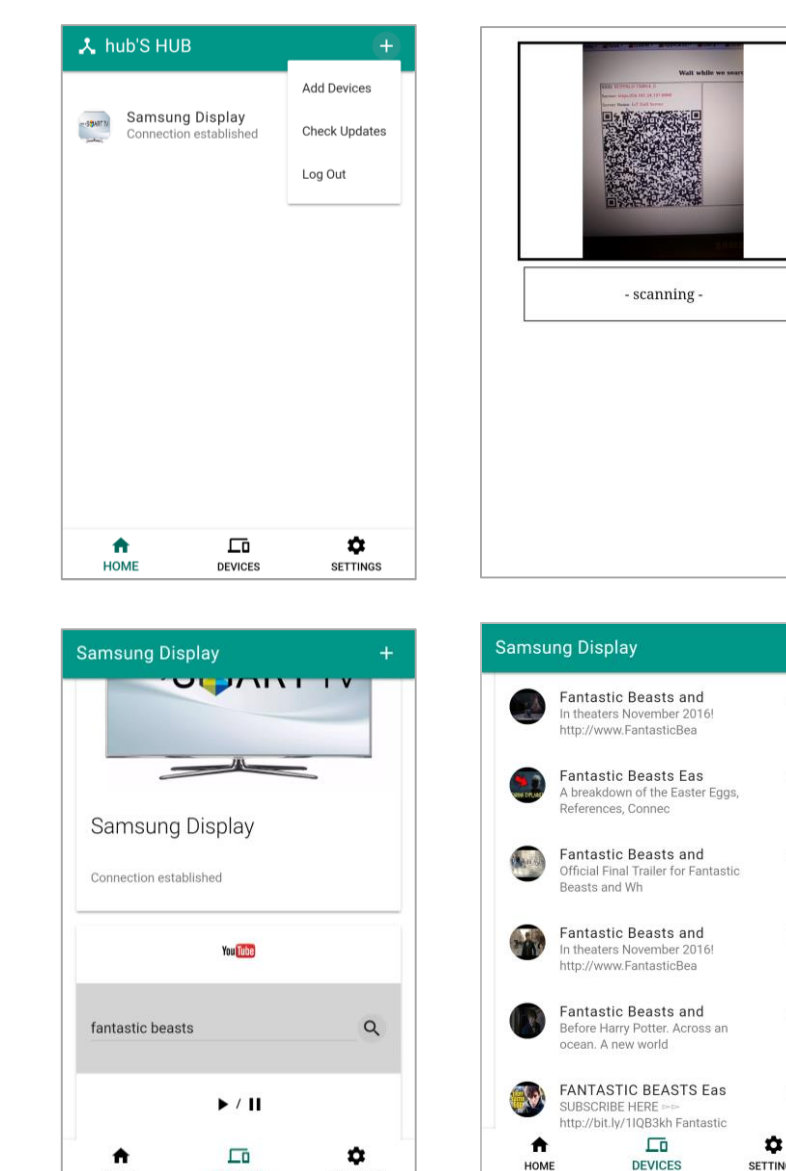 hub'S HUB
+
Add Devices
Samsung Display
Connection established
Check Updates
Log Out
HOME
DEVICES
SETTINGS
Wait while we sear
- scanning -
Samsung Display
+
SMART TV
Samsung Display
Connection established
YouTube
fantastic beasts
/
Samsung Display
Fantastic Beasts and
In theaters November 2016!
http://www.FantasticBea
Fantastic Beasts Eas
A breakdown of the Easter Eggs,
References, Connec
Fantastic Beasts and
Official Final Trailer for Fantastic
Beasts and Wh
Fantastic Beasts and
In theaters November 2016!
http://www.FantasticBea
Fantastic Beasts and
Before Harry Potter. Across an
ocean. A new world
FANTASTIC BEASTS Eas
SUBSCRIBE HERE ▻▻
http://bit.ly/1IQB3kh Fantastic
HOME
DEVICES
SETTIN